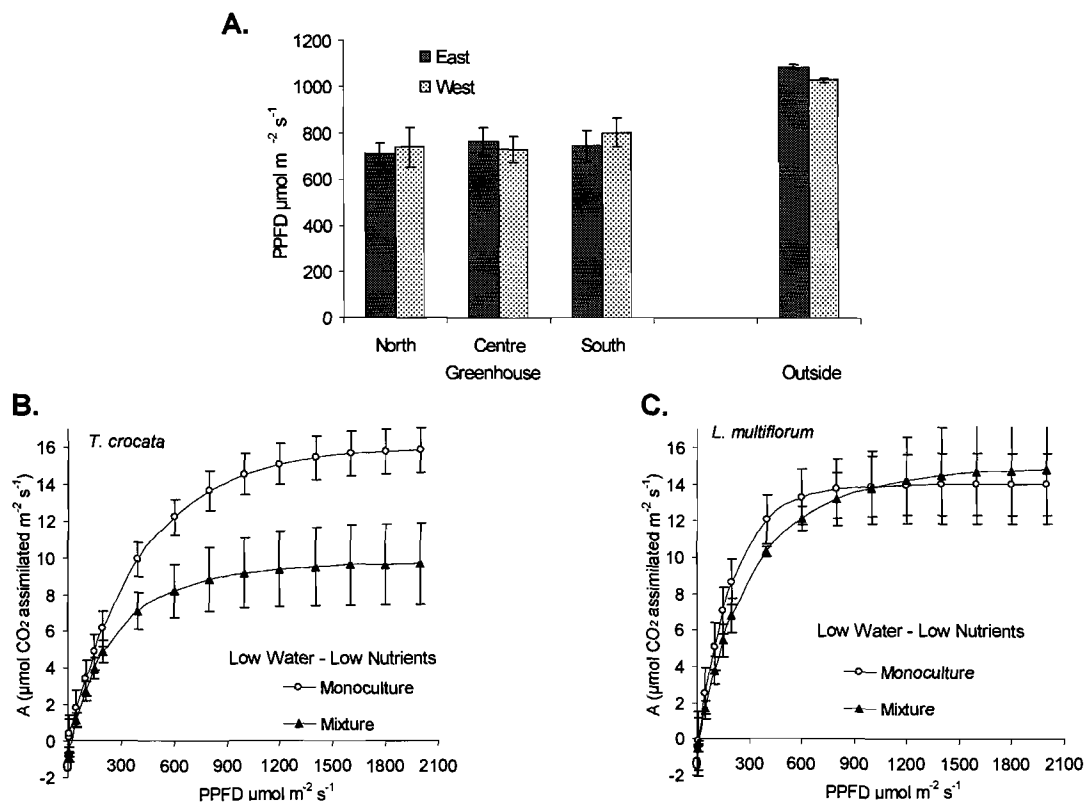 A.
1200
1000
800
600
400
200
0
PPFD µmol m⁻² s⁻¹
East
West
North
Centre
South
Greenhouse
Outside
B.
T. crocata
16
14
12
10
8
6
4
2
0
-2
A (µmol CO₂ assimilated m⁻² s⁻¹)
Low Water - Low Nutrients
Monoculture
Mixture
300 600 900 1200 1500 1800 2100
PPFD µmol m⁻² s⁻¹
C.
L. multiflorum
16
14
12
10
8
6
4
2
0
-2
A (µmol CO₂ assimilated m⁻² s⁻¹)
Low Water - Low Nutrients
Monoculture
Mixture
300 600 900 1200 1500 1800 2100
PPFD µmol m⁻² s⁻¹